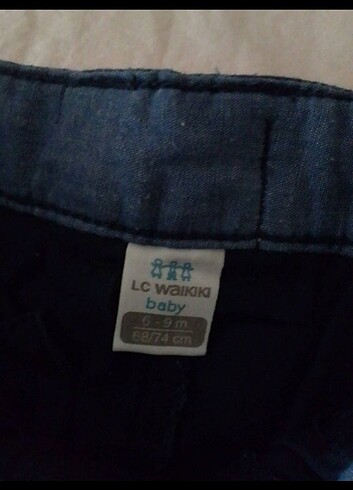 LC WAIKIKI
baby
6 - 9 m
68/74 cm